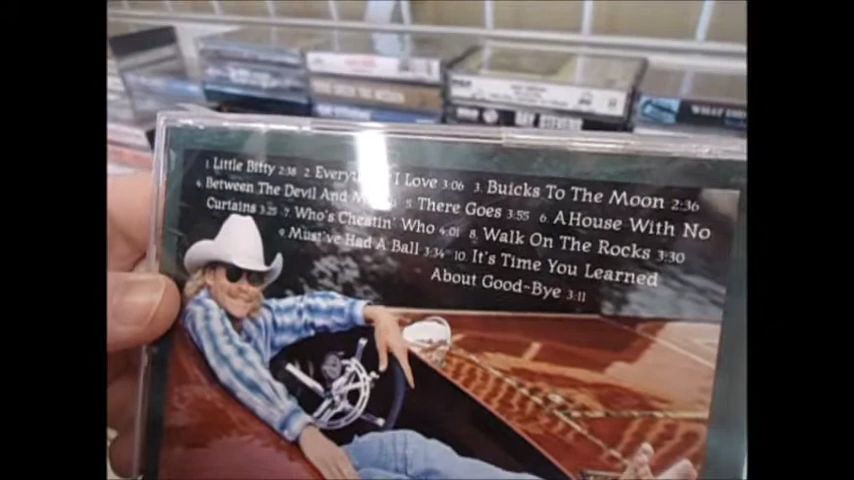 1 Little Bitty 2:38 2. Everyth I Love 3:06 3. Buicks To The Moon 2:36
4. Between The Devil And M 5. There Goes 3:55 6 A House With No
Curtains 3:25 7. Who's Cheatin' Who 4:01 8. Walk On The Rocks 3:30
9. Must've Had A Ball 3:34 10. It's Time You Learned
About Good-Bye 3:11